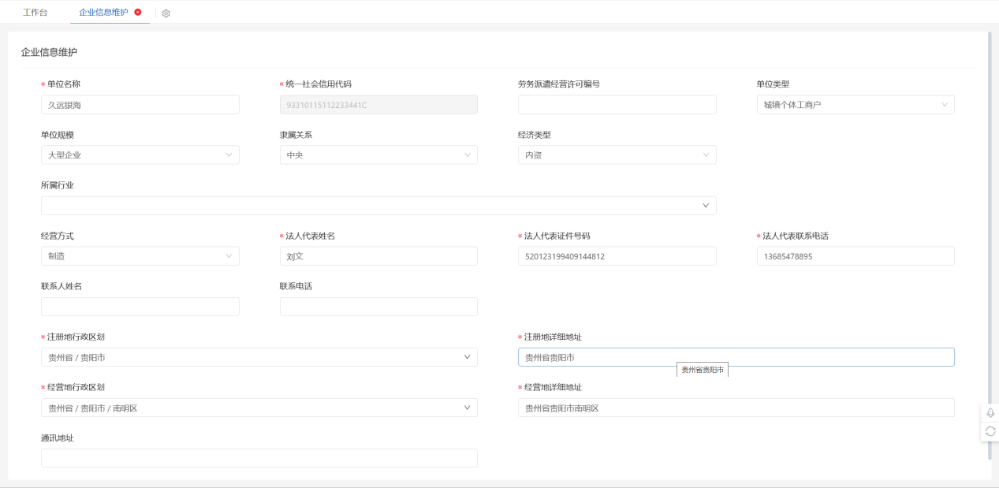 工作台 企业信息维护
企业信息维护
* 单位名称 * 统一社会信用代码 劳务派遣经营许可编号 单位类型
久远银海 93310115112233441C 城镇个体工商户
单位规模 隶属关系 经济类型
大型企业 中央 内资
所属行业
经营方式 * 法人代表姓名 * 法人代表证件号码 * 法人代表联系电话
制造 刘文 520123199409144812 13685478895
联系人姓名 联系电话
* 注册地行政区划 * 注册地详细地址
贵州省 / 贵阳市 贵州省贵阳市
贵州省贵阳市
* 经营地行政区划 * 经营地详细地址
贵州省 / 贵阳市 / 南明区 贵州省贵阳市南明区
通讯地址